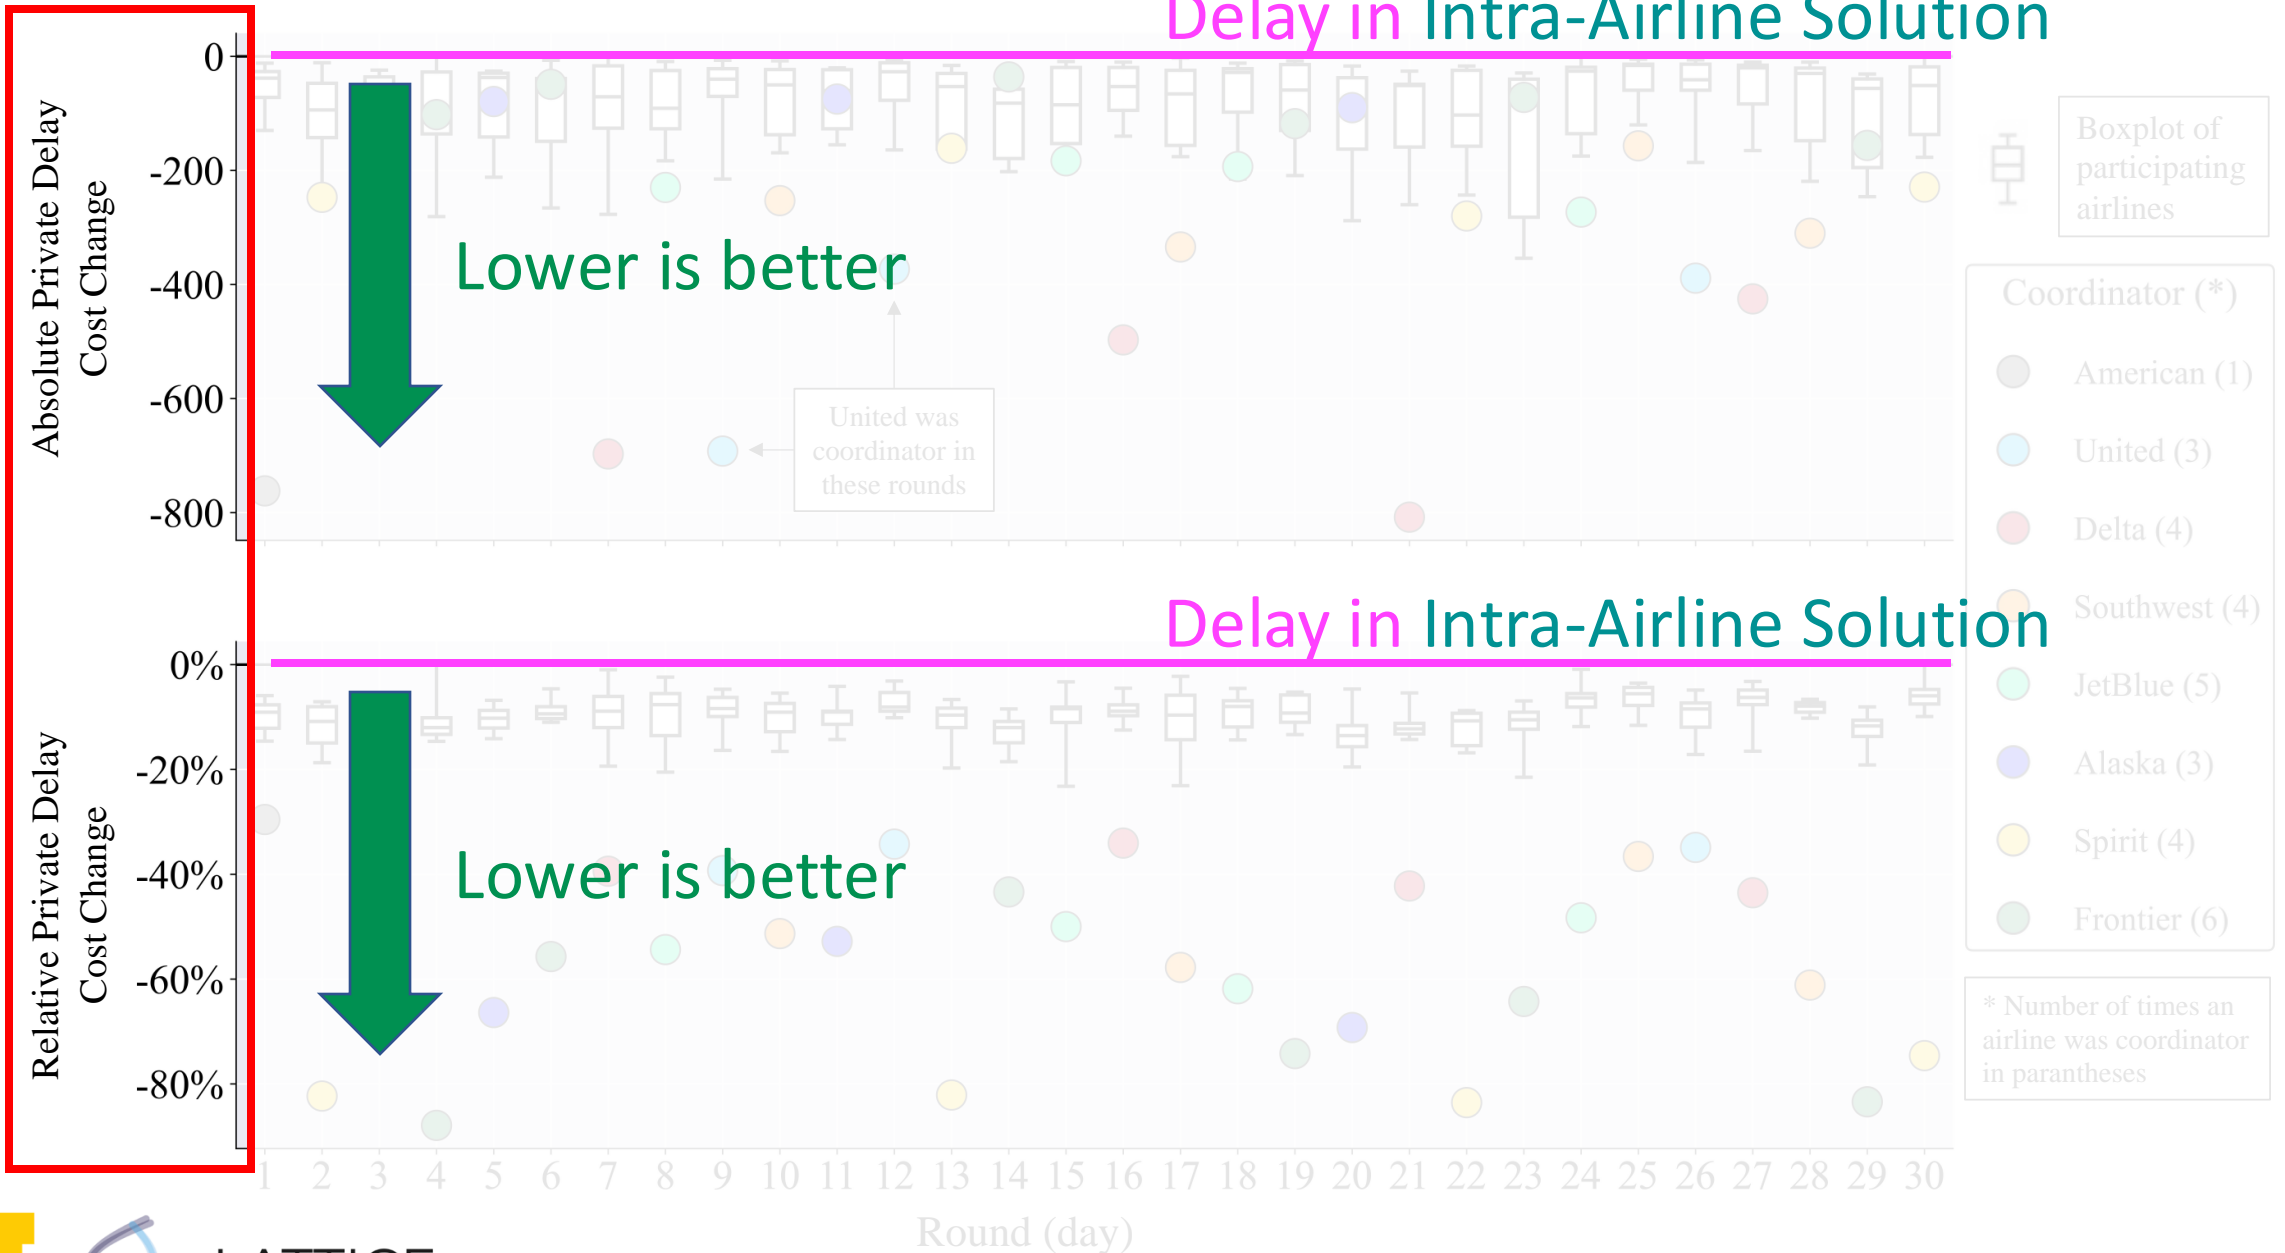 Delay in Intra-Airline Solution
Absolute Private Delay
Cost Change
0
-200
-400
-600
-800
Lower is better
United was
coordinator in
these rounds
Boxplot of
participating
airlines
Coordinator (*)
American (1)
United (3)
Delta (4)
Southwest (4)
JetBlue (5)
Alaska (3)
Spirit (4)
Frontier (6)
* Number of times an
airline was coordinator
in parantheses
Delay in Intra-Airline Solution
Relative Private Delay
Cost Change
0%
-20%
-40%
-60%
-80%
Lower is better
1 2 3 4 5 6 7 8 9 10 11 12 13 14 15 16 17 18 19 20 21 22 23 24 25 26 27 28 29 30
Round (day)